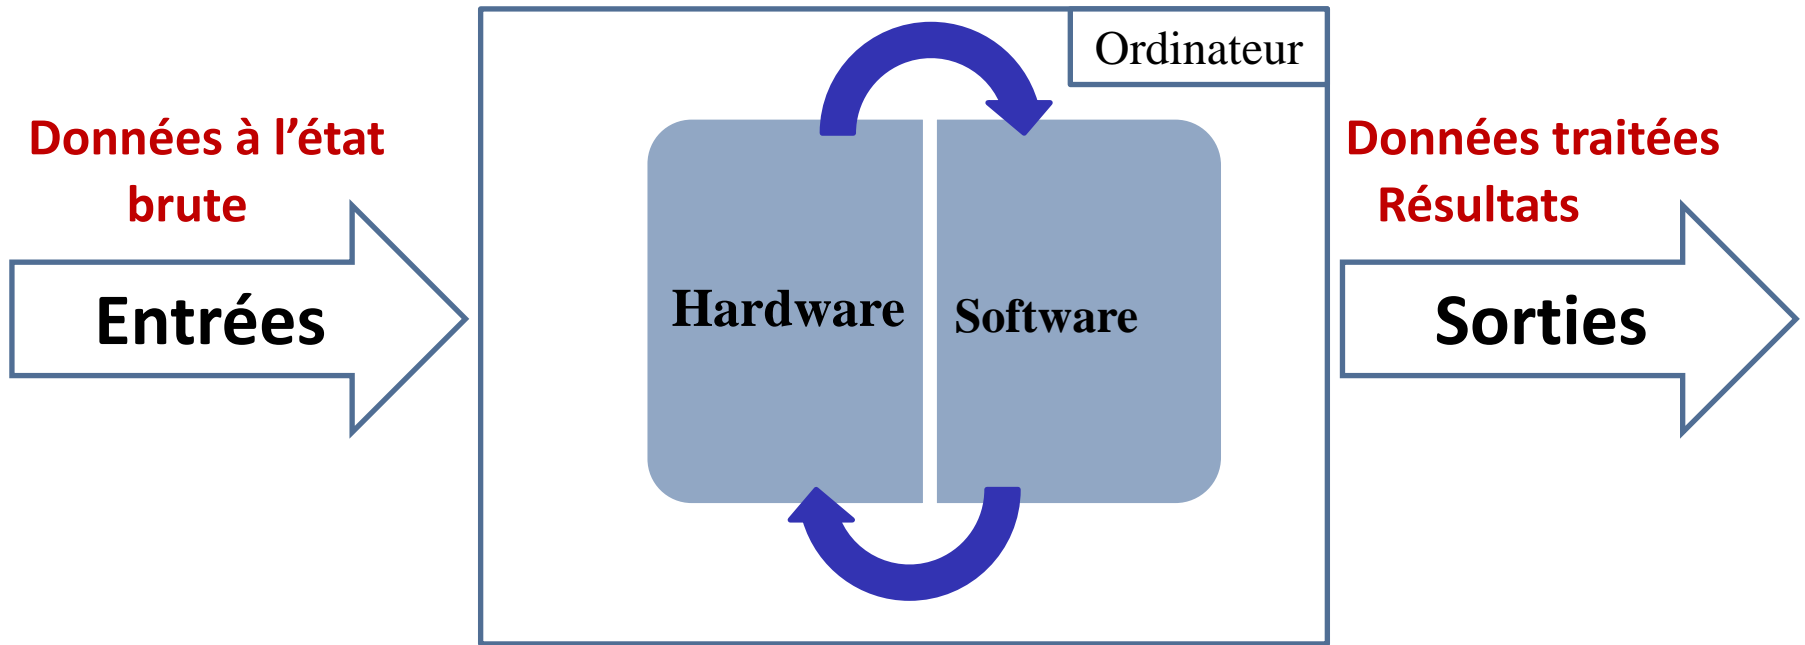 Ordinateur
Données à l’état
brute
Entrées
Hardware
Software
Données traitées
Résultats
Sorties